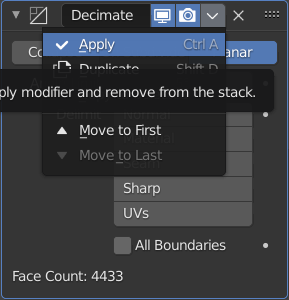 Decimate
Apply Ctrl A
Co anar
Duplicate Shift D
ply modifier and remove from the stack.
Normal
Move to First
Move to Last
Sharp
UVs
All Boundaries
Face Count: 4433